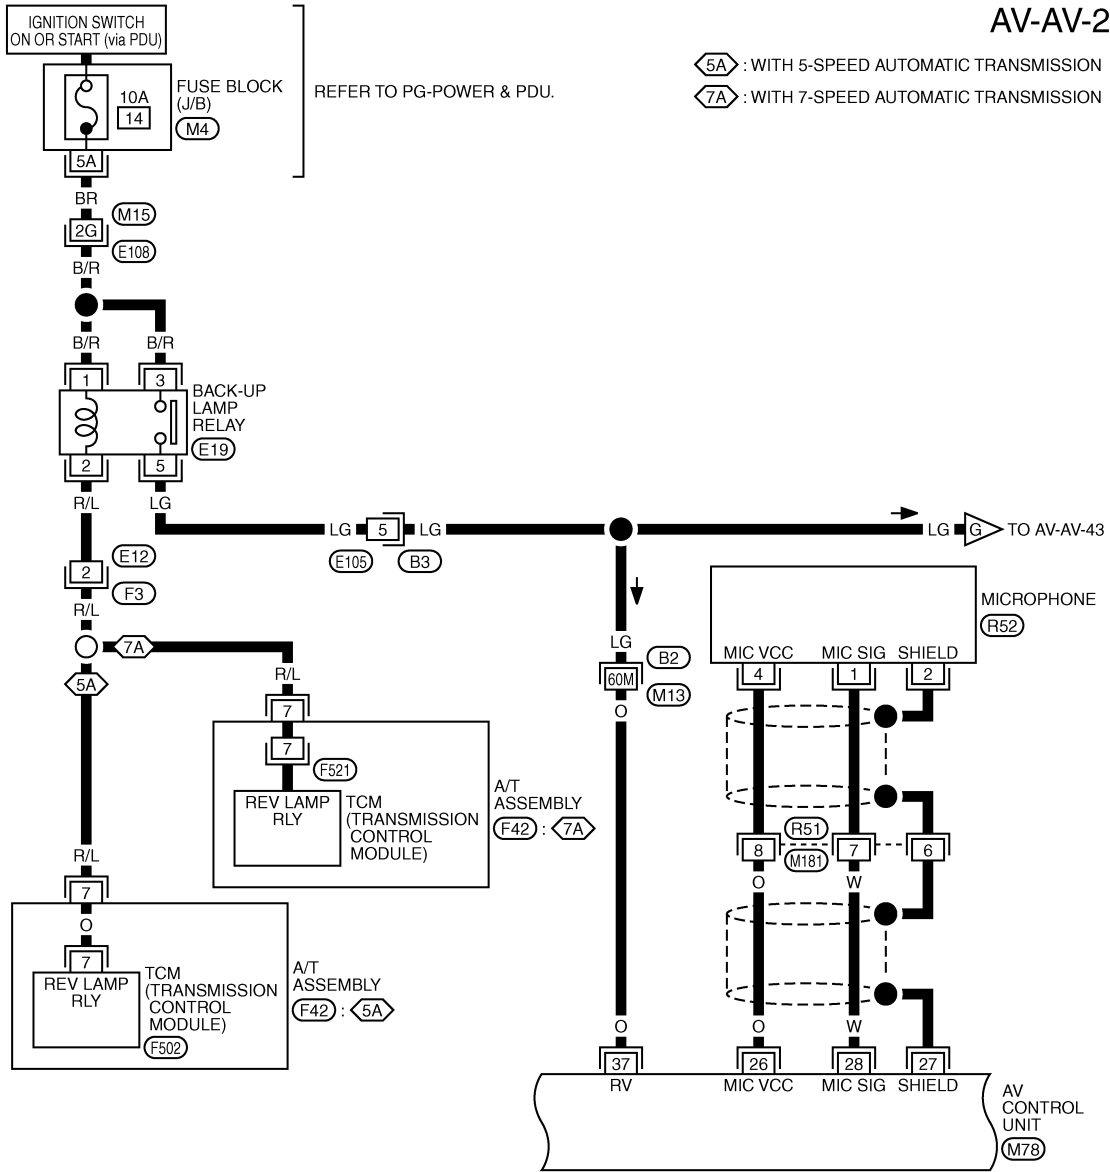 AV-AV-2
IGNITION SWITCH
ON OR START (via PDU)
5A : WITH 5-SPEED AUTOMATIC TRANSMISSION
7A : WITH 7-SPEED AUTOMATIC TRANSMISSION
10A
14
FUSE BLOCK
(J/B)
M4
REFER TO PG-POWER & PDU.
5A
BR
M15
2G
E108
B/R
B/R
B/R
1
3
BACK-UP
LAMP
RELAY
E19
2
5
R/L
LG
LG
5
LG
E105
B3
LG
G
TO AV-AV-43
E12
2
F3
R/L
7A
5A
R/L
7
7
F521
REV LAMP
RLY
TCM
(TRANSMISSION
CONTROL
MODULE)
A/T
ASSEMBLY
F42 : 7A
LG
B2
60M
M13
O
MICROPHONE
R52
MIC VCC
MIC SIG
SHIELD
4
1
2
R51
8
7
6
M181
O
W
R/L
7
O
7
REV LAMP
RLY
TCM
(TRANSMISSION
CONTROL
MODULE)
F502
A/T
ASSEMBLY
F42 : 5A
O
O
W
37
26
28
27
RV
MIC VCC
MIC SIG
SHIELD
AV
CONTROL
UNIT
M78